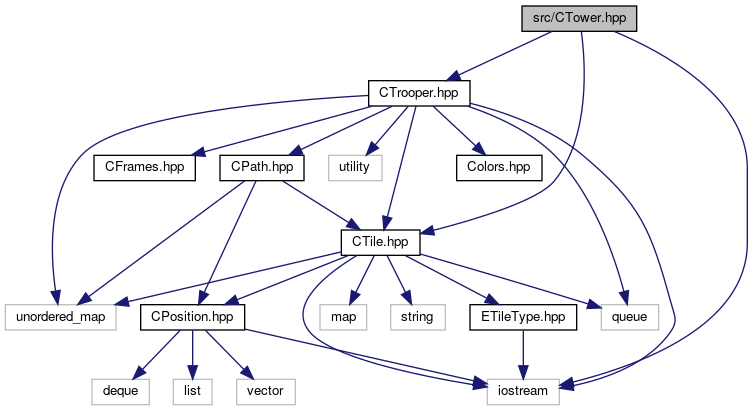 src/CTower.hpp
CTrooper.hpp
CFrames.hpp
CPath.hpp
utility
Colors.hpp
CTile.hpp
unordered_map
CPosition.hpp
map
string
ETileType.hpp
queue
deque
list
vector
iostream